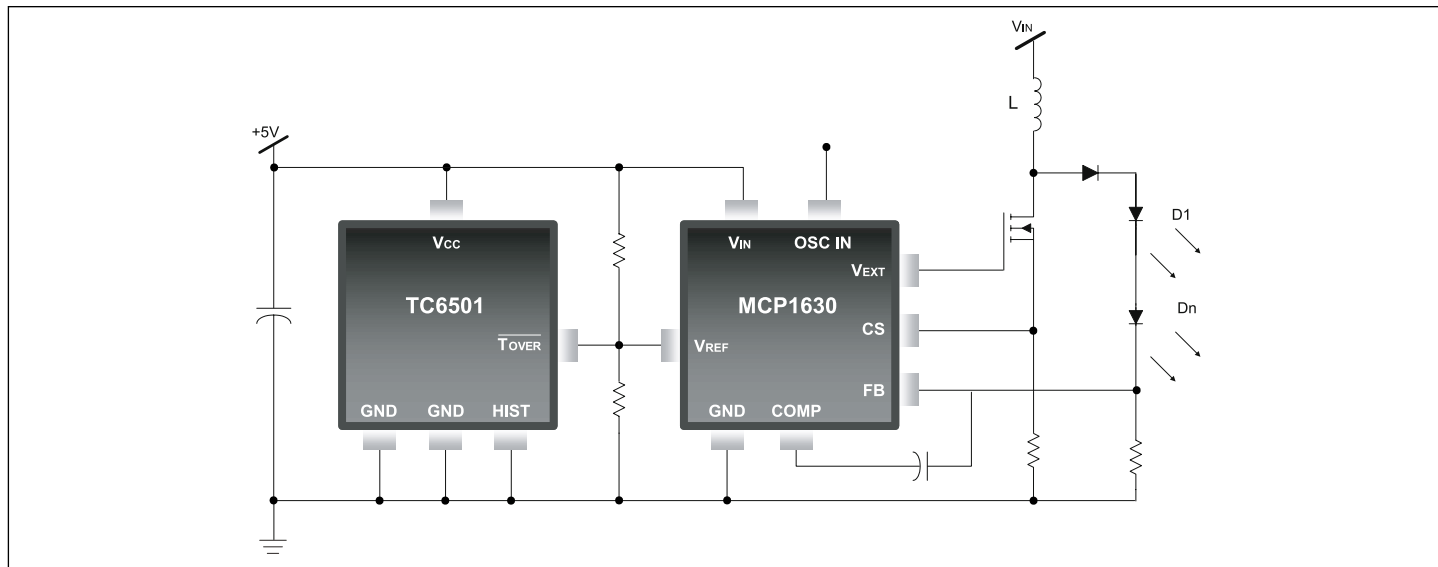 VIN
L
+5V
VCC
TC6501
TOVER
GND GND HIST
VIN OSC IN
VEXT
MCP1630
CS
VREF
FB
GND COMP
D1
Dn